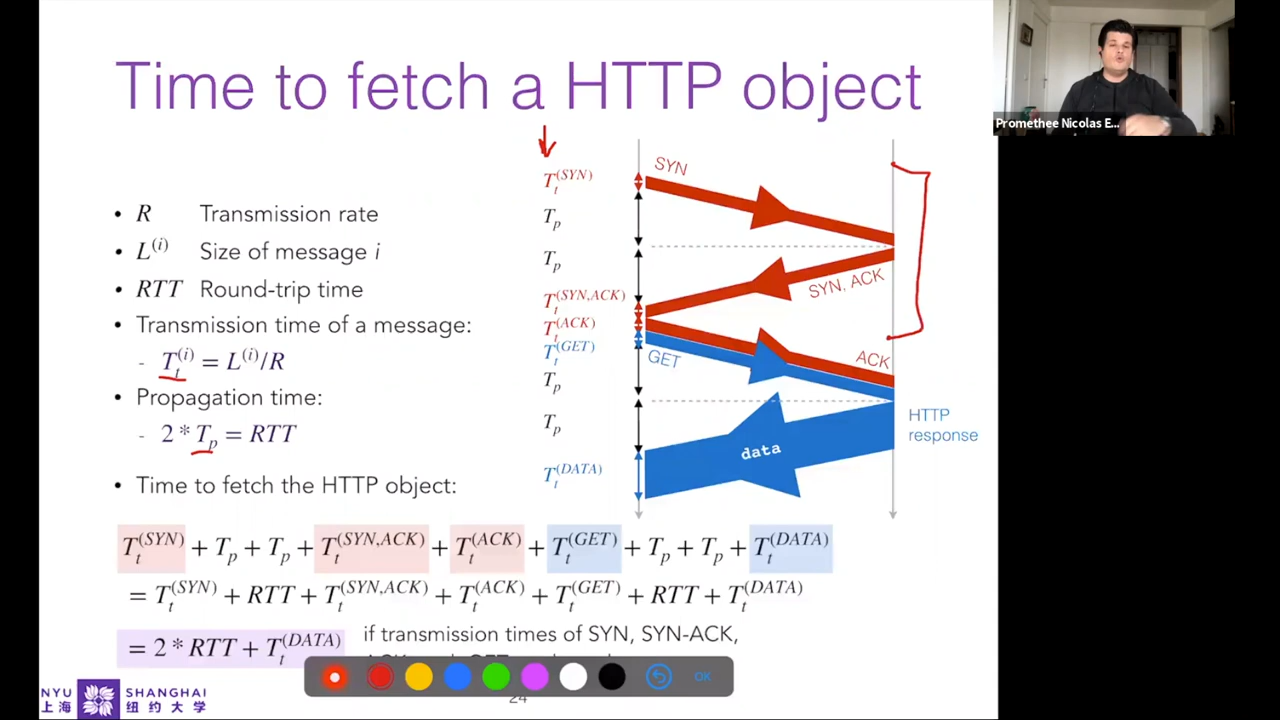 Time to fetch a HTTP object
Promethee Nicolas E...
• R Transmission rate
• L^(i) Size of message i
• RTT Round-trip time
• Transmission time of a message:
- T_t^(i) = L^(i)/R
• Propagation time:
- 2 * T_p = RTT
• Time to fetch the HTTP object:
T_t^(SYN)
T_p
T_p
T_t^(SYN,ACK)
T_t^(ACK)
T_t^(GET)
T_p
T_p
T_t^(DATA)
SYN
SYN, ACK
GET
ACK
HTTP
response
data
T_t^(SYN) + T_p + T_p + T_t^(SYN,ACK) + T_t^(ACK) + T_t^(GET) + T_p + T_p + T_t^(DATA)
= T_t^(SYN) + RTT + T_t^(SYN,ACK) + T_t^(ACK) + T_t^(GET) + RTT + T_t^(DATA)
= 2 * RTT + T_t^(DATA) if transmission times of SYN, SYN-ACK,
OK
24
NYU SHANGHAI
上海 纽约大学